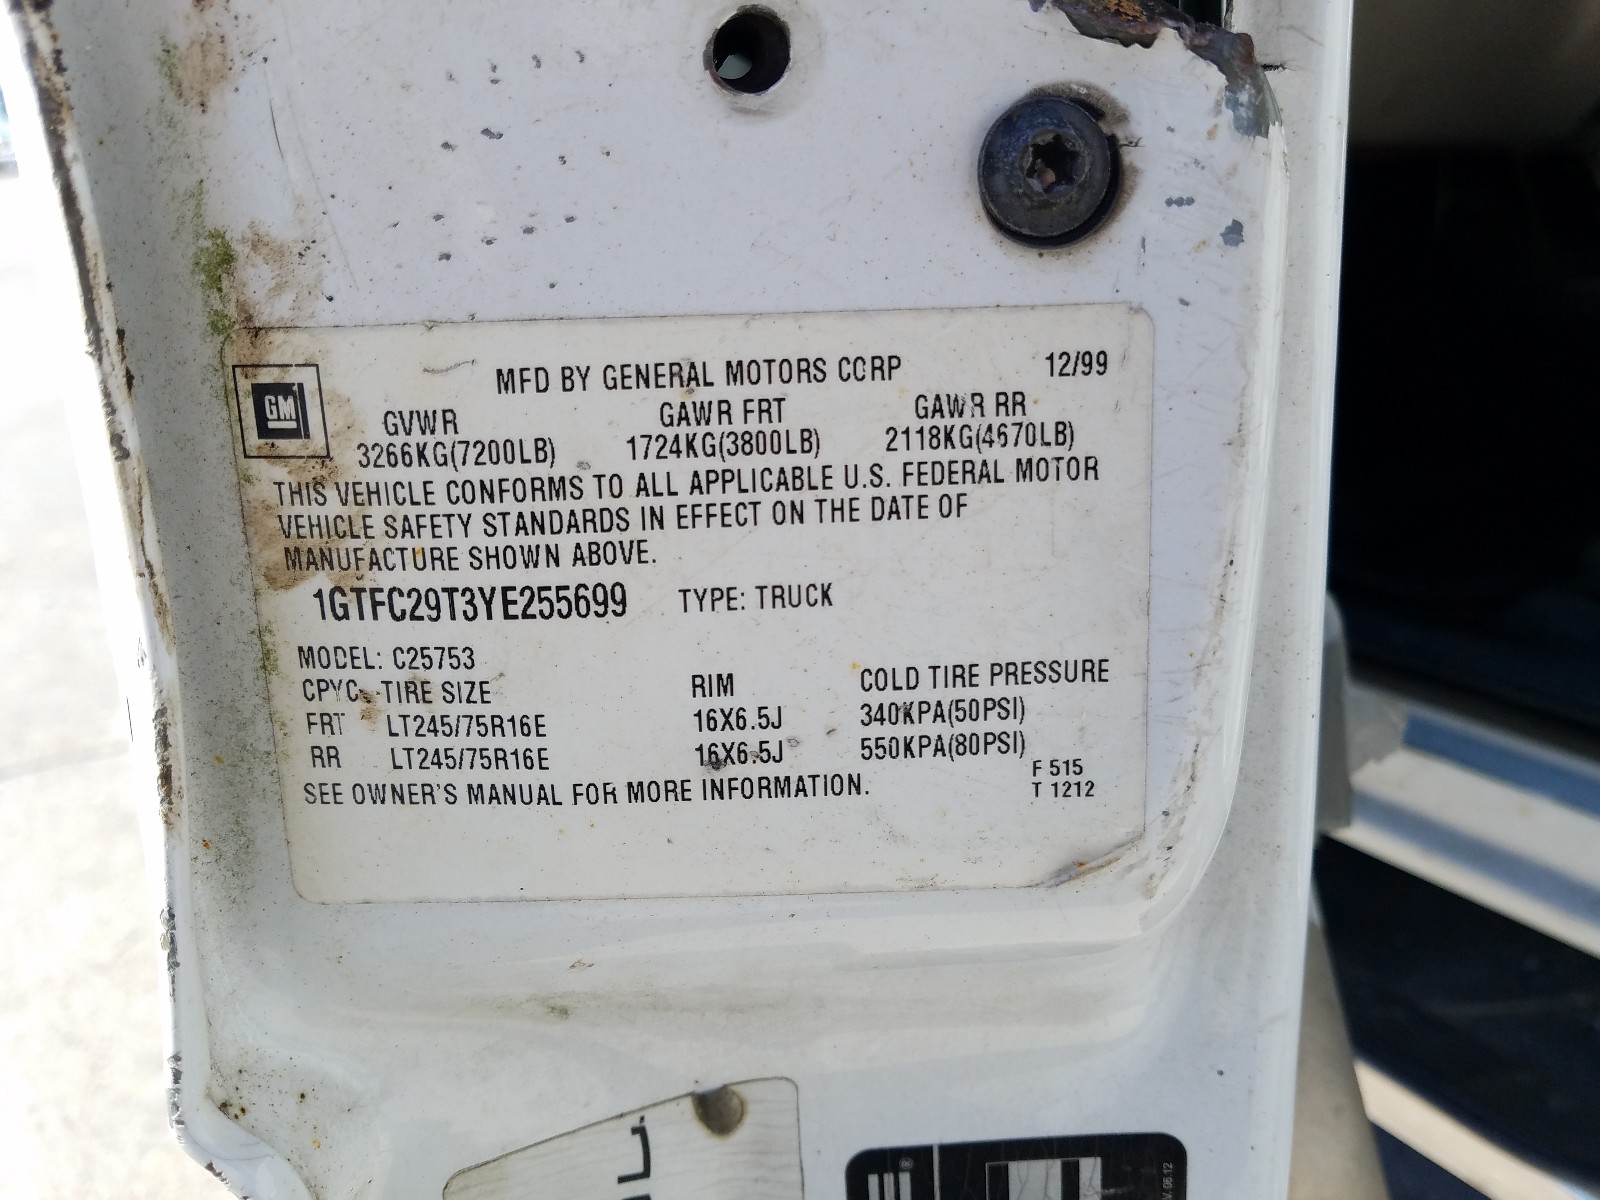 MFD BY GENERAL MOTORS CORP 12/99
GM
GVWR GAWR FRT GAWR RR
3266KG(7200LB) 1724KG(3800LB) 2118KG(4670LB)
THIS VEHICLE CONFORMS TO ALL APPLICABLE U.S. FEDERAL MOTOR
VEHICLE SAFETY STANDARDS IN EFFECT ON THE DATE OF
MANUFACTURE SHOWN ABOVE.
1GTFC29T3YE255699 TYPE: TRUCK
MODEL: C25753
TIRE SIZE RIM COLD TIRE PRESSURE
FRT LT245/75R16E 16X6.5J 340KPA(50PSI)
RR LT245/75R16E 16X6.5J 550KPA(80PSI)
SEE OWNER'S MANUAL FOR MORE INFORMATION.
F 515
T 1212